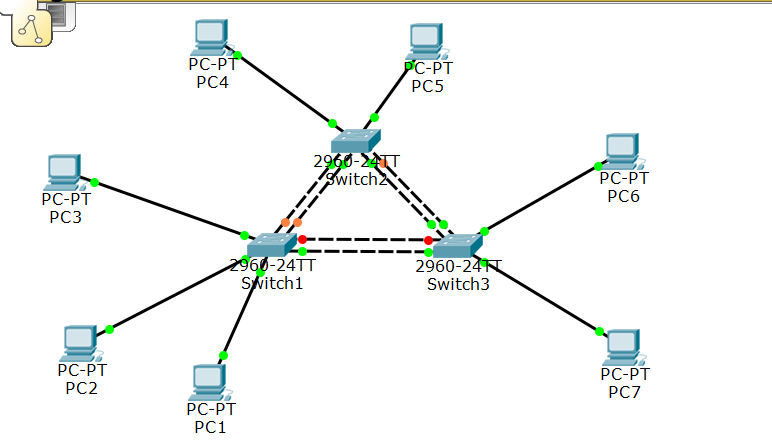 PC-PT
PC4
PC-PT
PC5
2960-24TT
Switch2
PC-PT
PC3
PC-PT
PC6
2960-24TT
Switch1
2960-24TT
Switch3
PC-PT
PC2
PC-PT
PC7
PC-PT
PC1